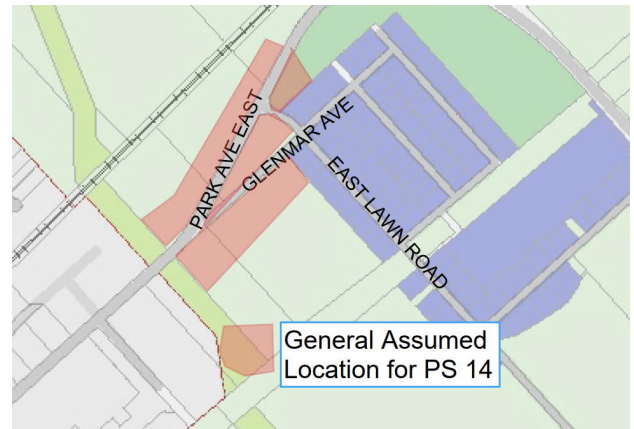 PARK AVE EAST
GLENMAR AVE
EAST LAWN ROAD
General Assumed
Location for PS 14